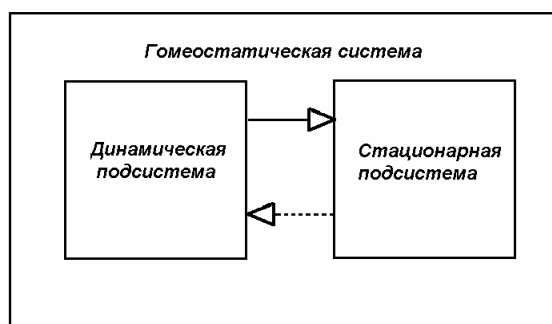 Гомеостатическая система
Динамическая
подсистема
Стационарная
подсистема